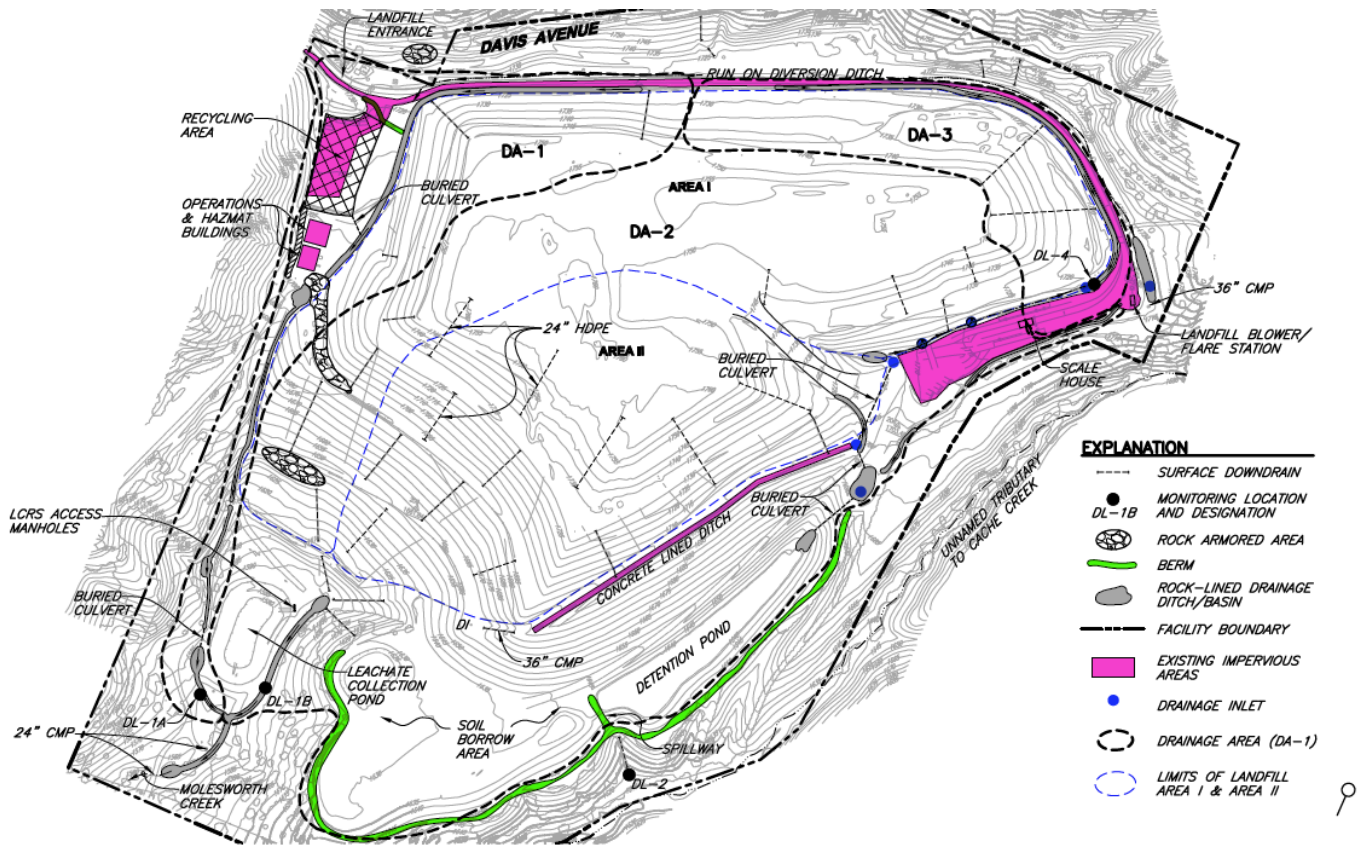 LANDFILL
ENTRANCE
DAVIS AVENUE
RUN ON DIVERSION DITCH
RECYCLING
AREA
DA-1
DA-3
BURIED
CULVERT
AREA I
OPERATIONS
& HAZMAT
BUILDINGS
DA-2
DL-4
36" CMP
24" HDPE
LANDFILL BLOWER/
FLARE STATION
AREA II
BURIED
CULVERT
SCALE
HOUSE
LCRS ACCESS
MANHOLES
BURIED
CULVERT
CONCRETE LINED DITCH
UNNAMED TRIBUTARY
TO CACHE CREEK
BURIED
CULVERT
DI
36" CMP
DETENTION POND
LEACHATE
COLLECTION
POND
DL-1A
DL-1B
SOIL
BORROW
AREA
24" CMP
SPILLWAY
MOLESWORTH
CREEK
DL-2
EXPLANATION
SURFACE DOWNDRAIN
MONITORING LOCATION
DL-1B AND DESIGNATION
ROCK ARMORED AREA
BERM
ROCK-LINED DRAINAGE
DITCH/BASIN
FACILITY BOUNDARY
EXISTING IMPERVIOUS
AREAS
DRAINAGE INLET
DRAINAGE AREA (DA-1)
LIMITS OF LANDFILL
AREA I & AREA II